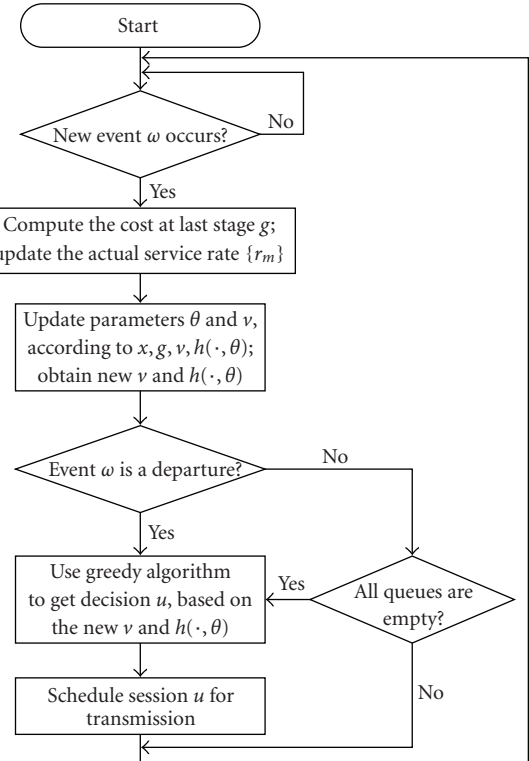 Start
New event ω occurs?
No
Yes
Compute the cost at last stage g;
update the actual service rate {rₘ}
Update parameters θ and ν,
according to x, g, ν, h(·, θ);
obtain new ν and h(·, θ)
Event ω is a departure?
No
Yes
Use greedy algorithm
to get decision u, based on
the new ν and h(·, θ)
Yes
All queues are
empty?
No
Schedule session u for
transmission